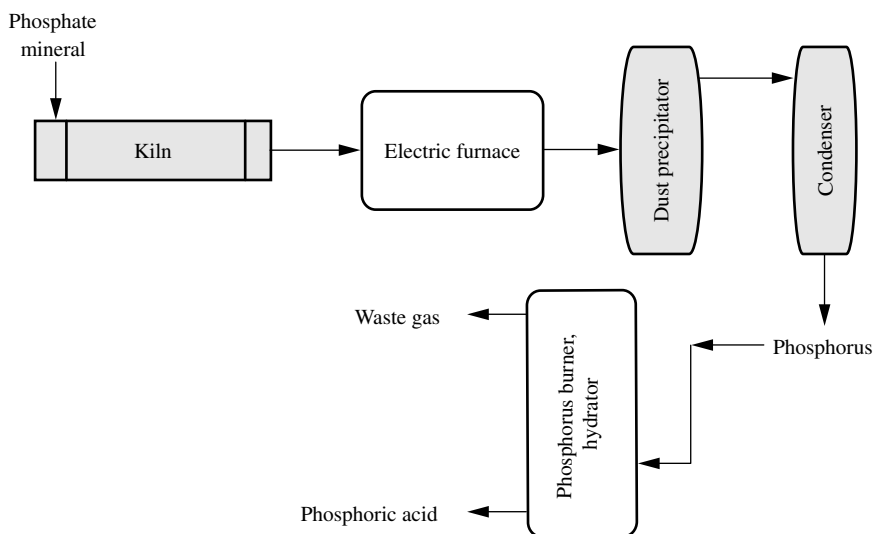 Phosphate
mineral
Kiln
Electric furnace
Dust precipitator
Condenser
Waste gas
Phosphorus burner,
hydrator
Phosphorus
Phosphoric acid